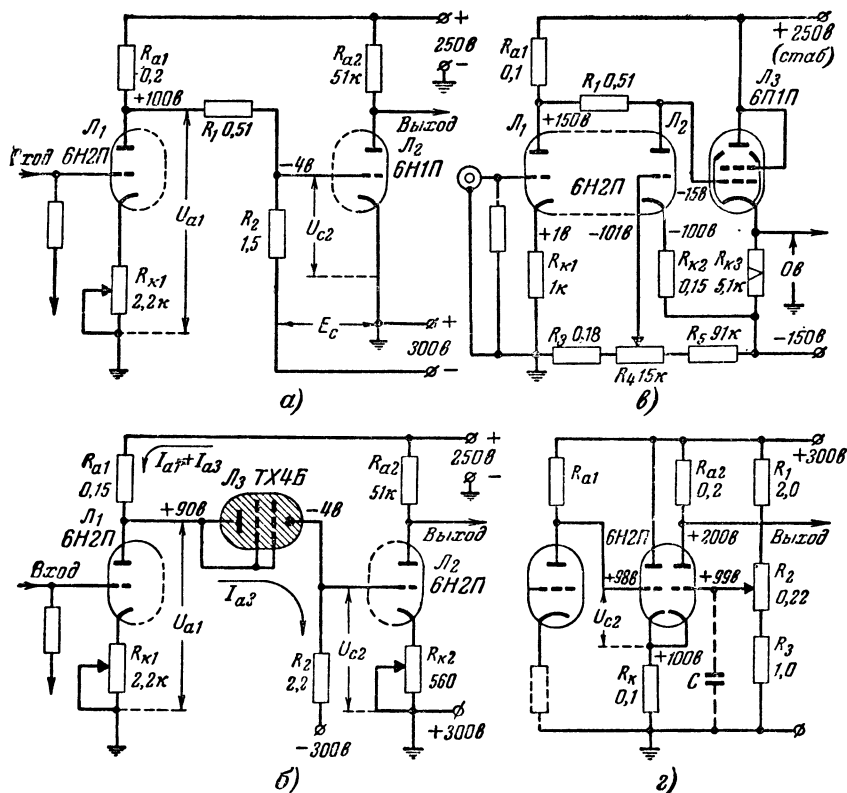 +
250в
–
Rа1
0,2
+100в
Л1
6Н2П
Вход
R1 0,51
Uа1
Rк1
2,2к
–4в
R2
1,5
Uс2
Eс
Rа2
51к
Выход
Л2
6Н1П
+
300в
–
а)
+250в
(стаб)
Rа1
0,1
Л1
+150в
R1 0,51
Л2
Л3
6П1П
6Н2П
–15в
+1в
–101в
–100в
Rк1
1к
Rк2
0,15
Rк3
5,1к
0в
R3 0,18
R4 15к
R5 91к
–150в
в)
+
250в
–
Rа1
0,15
Iа1+Iа3
Л3 ТХ4Б
Л1
6Н2П
+90в
–4в
Вход
Iа3
Uа1
Rк1
2,2к
R2
2,2
–300в
Uс2
Rа2
51к
Выход
Л2
6Н2П
Rк2
560
+300в
б)
+300в
Rа1
Rа2
0,2
R1
2,0
6Н2П
+200в
Выход
+98в
+99в
Uс2
R2
0,22
+100в
Rк
0,1
С
R3
1,0
г)